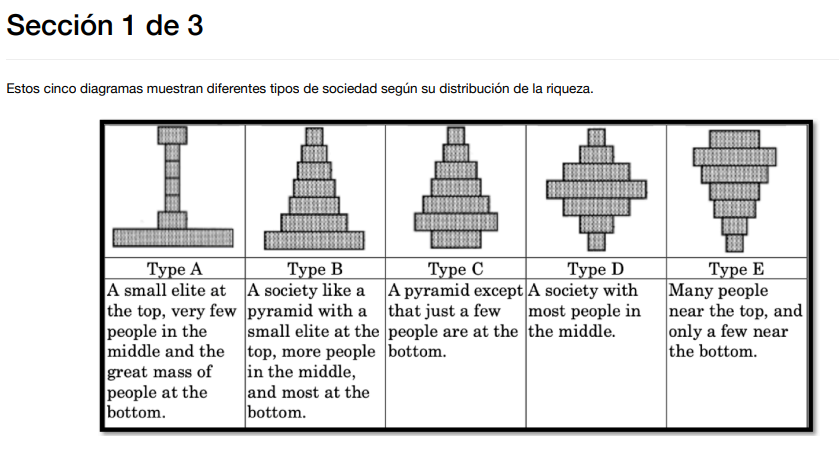 Sección 1 de 3
Estos cinco diagramas muestran diferentes tipos de sociedad según su distribución de la riqueza.
Type A
A small elite at
the top, very few
people in the
middle and the
great mass of
people at the
bottom.
Type B
A society like a
pyramid with a
small elite at the
top, more people
in the middle,
and most at the
bottom.
Type C
A pyramid except
that just a few
people are at the
bottom.
Type D
A society with
most people in
the middle.
Type E
Many people
near the top, and
only a few near
the bottom.